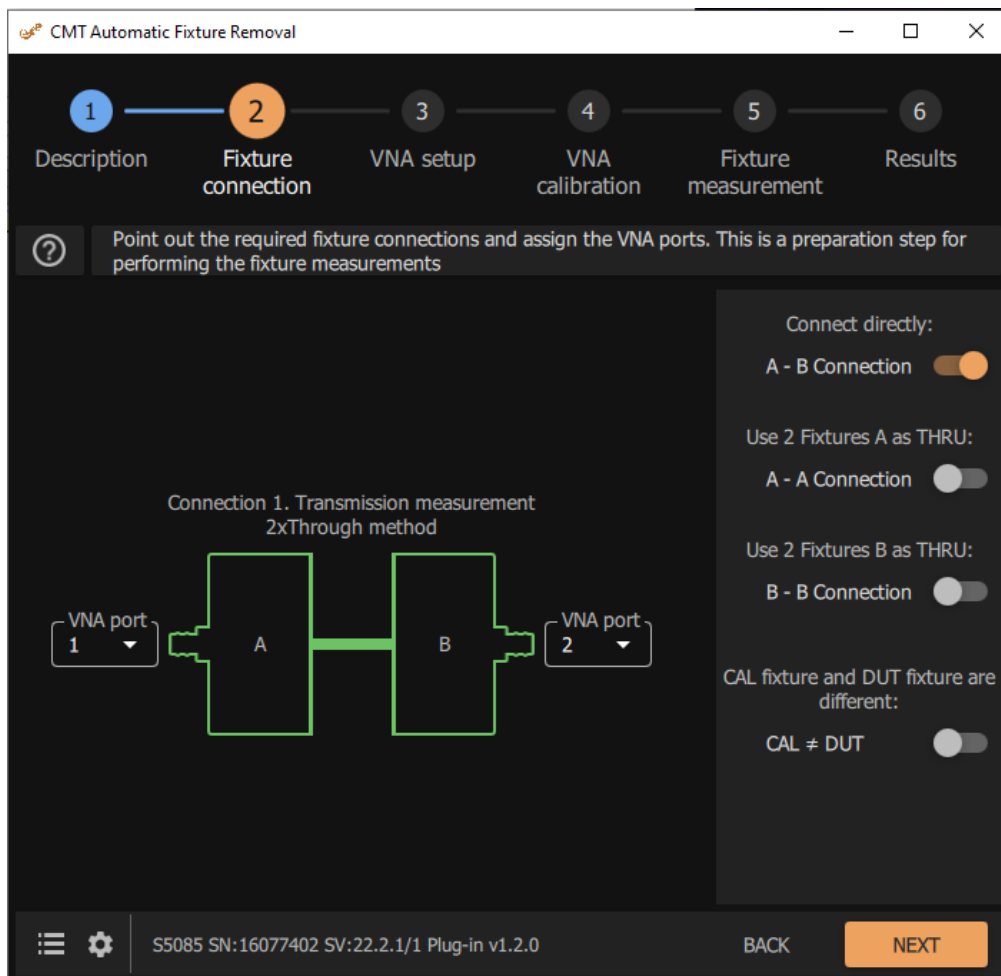 CMT Automatic Fixture Removal
1
2
3
4
5
6
Description
Fixture
connection
VNA setup
VNA
calibration
Fixture
measurement
Results
Point out the required fixture connections and assign the VNA ports. This is a preparation step for
performing the fixture measurements
Connect directly:
A - B Connection
Use 2 Fixtures A as THRU:
A - A Connection
Use 2 Fixtures B as THRU:
B - B Connection
CAL fixture and DUT fixture are
different:
CAL ≠ DUT
Connection 1. Transmission measurement
2xThrough method
VNA port
1
A
B
VNA port
2
S5085 SN:16077402 SV:22.2.1/1 Plug-in v1.2.0
BACK
NEXT